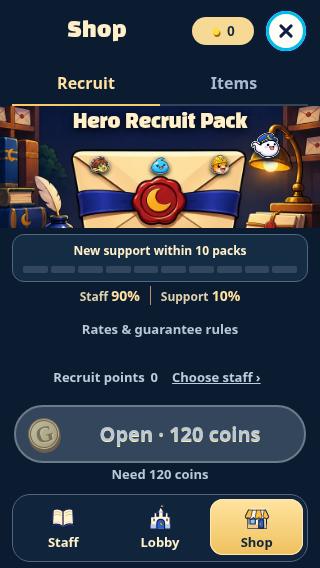 Shop
0
Recruit
Items
Hero Recruit Pack
New support within 10 packs
Staff 90%
Support 10%
Rates & guarantee rules
Recruit points 0
Choose staff ›
G
Open · 120 coins
Need 120 coins
Staff
Lobby
Shop